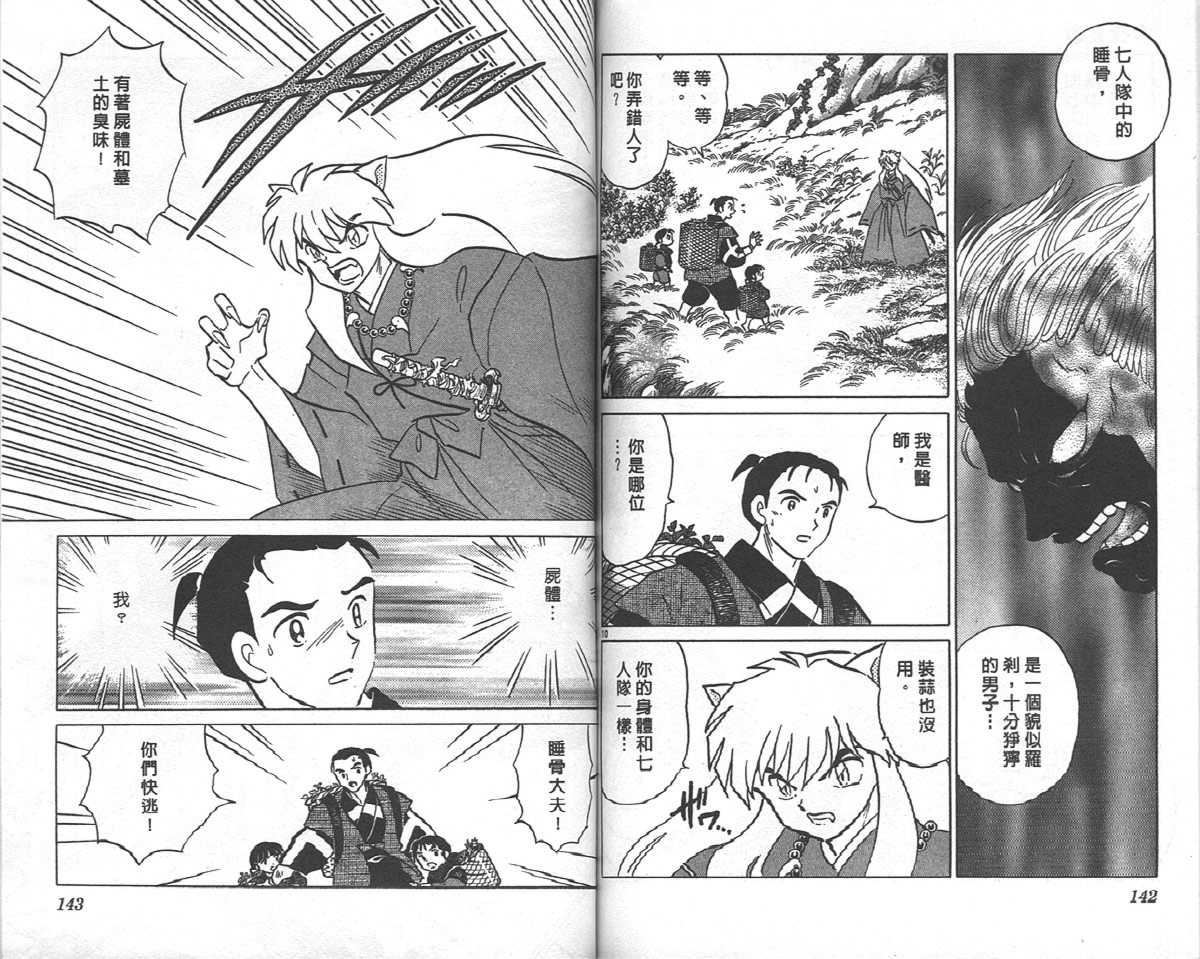 七人隊中的
睡骨，
是一個貌似羅
剎，十分猙獰
的男子…
等、等
等。
你弄錯人了
吧？
我是醫
師，
你是哪位
…？
10
裝蒜也沒
用。
你的身體和七
人隊一樣…
ザワ…
142
有著屍體和墓
土的臭味！
屍體…
我？
睡骨大夫！
你們快逃！
143